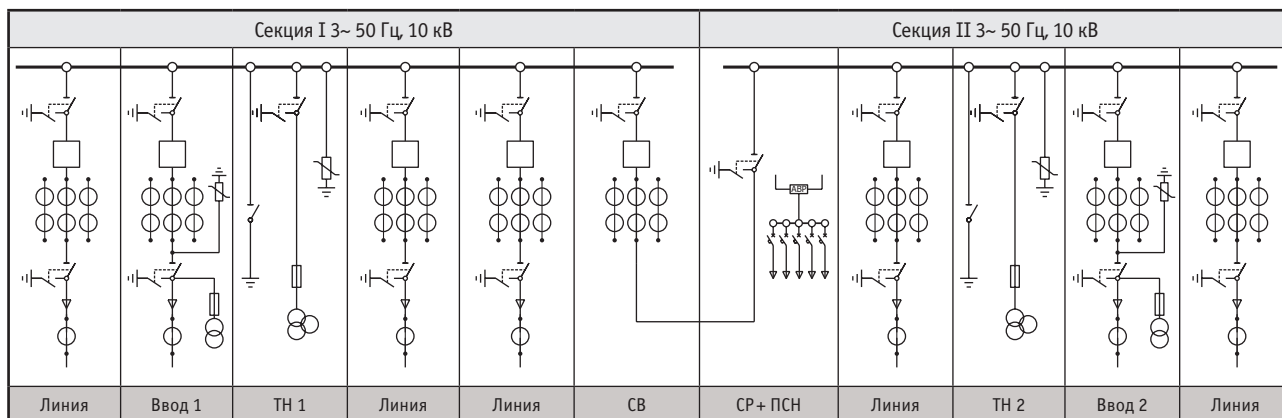 Секция I 3~ 50 Гц, 10 кВ
Секция II 3~ 50 Гц, 10 кВ
АВР
Линия
Ввод 1
ТН 1
Линия
Линия
СВ
СР+ ПСН
Линия
ТН 2
Ввод 2
Линия